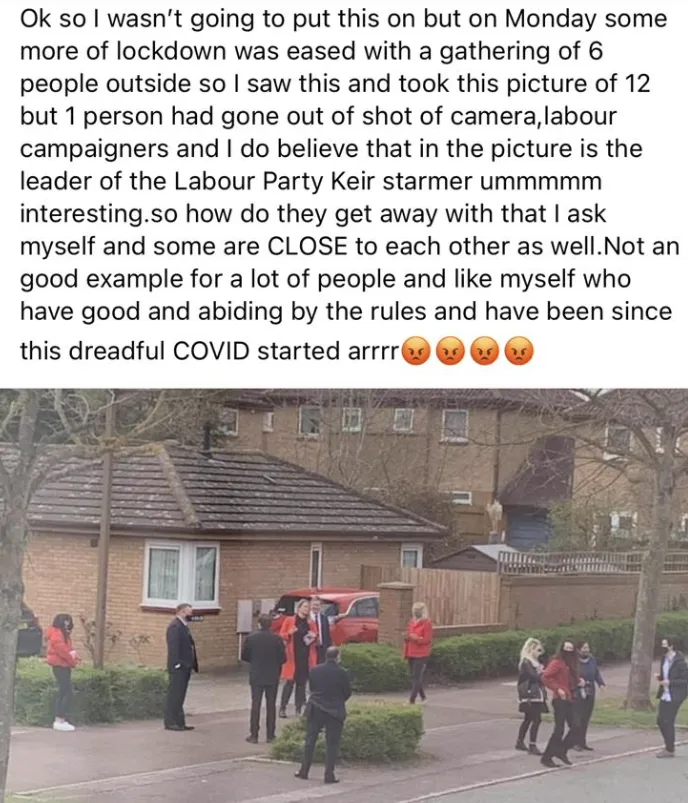 Ok so I wasn't going to put this on but on Monday some
more of lockdown was eased with a gathering of 6
people outside so I saw this and took this picture of 12
but 1 person had gone out of shot of camera,labour
campaigners and I do believe that in the picture is the
leader of the Labour Party Keir starmer ummmmm
interesting.so how do they get away with that I ask
myself and some are CLOSE to each other as well.Not an
good example for a lot of people and like myself who
have good and abiding by the rules and have been since
this dreadful COVID started arrrr😡😡😡😡